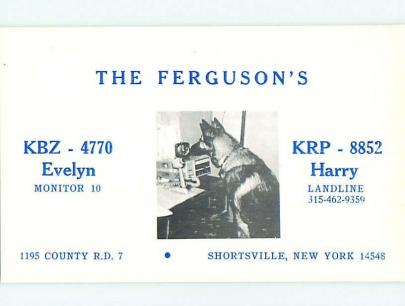 THE FERGUSON'S
KBZ - 4770
Evelyn
MONITOR 10
KRP - 8852
Harry
LANDLINE
315-462-9359
1195 COUNTY R.D. 7 • SHORTSVILLE, NEW YORK 14548